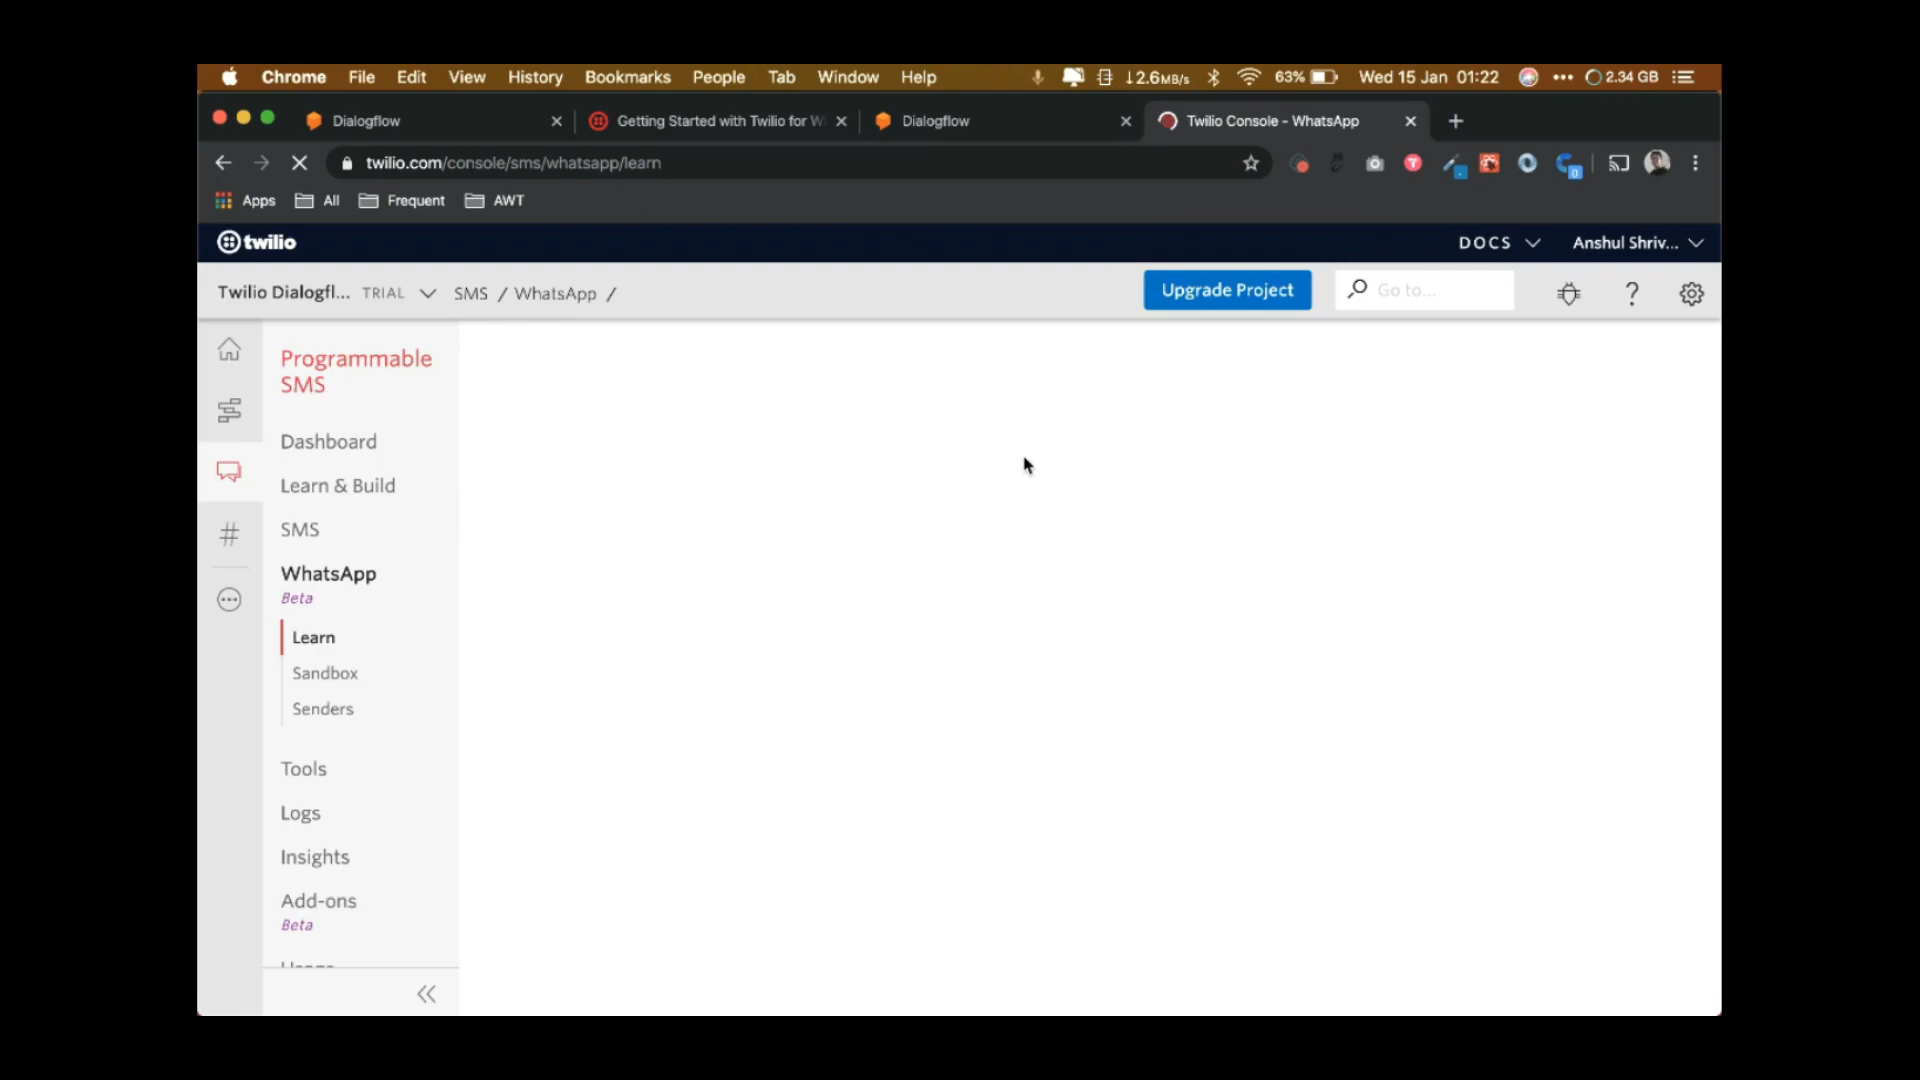 Chrome File Edit View History Bookmarks People Tab Window Help ↓2.6MB/s 63% Wed 15 Jan 01:22 2.34 GB
Dialogflow Getting Started with Twilio for W Dialogflow Twilio Console - WhatsApp
twilio.com/console/sms/whatsapp/learn
Apps All Frequent AWT
twilio DOCS Anshul Shriv...
Twilio Dialogfl... TRIAL SMS / WhatsApp / Upgrade Project Go to...
Programmable
SMS
Dashboard
Learn & Build
SMS
WhatsApp
Beta
Learn
Sandbox
Senders
Tools
Logs
Insights
Add-ons
Beta